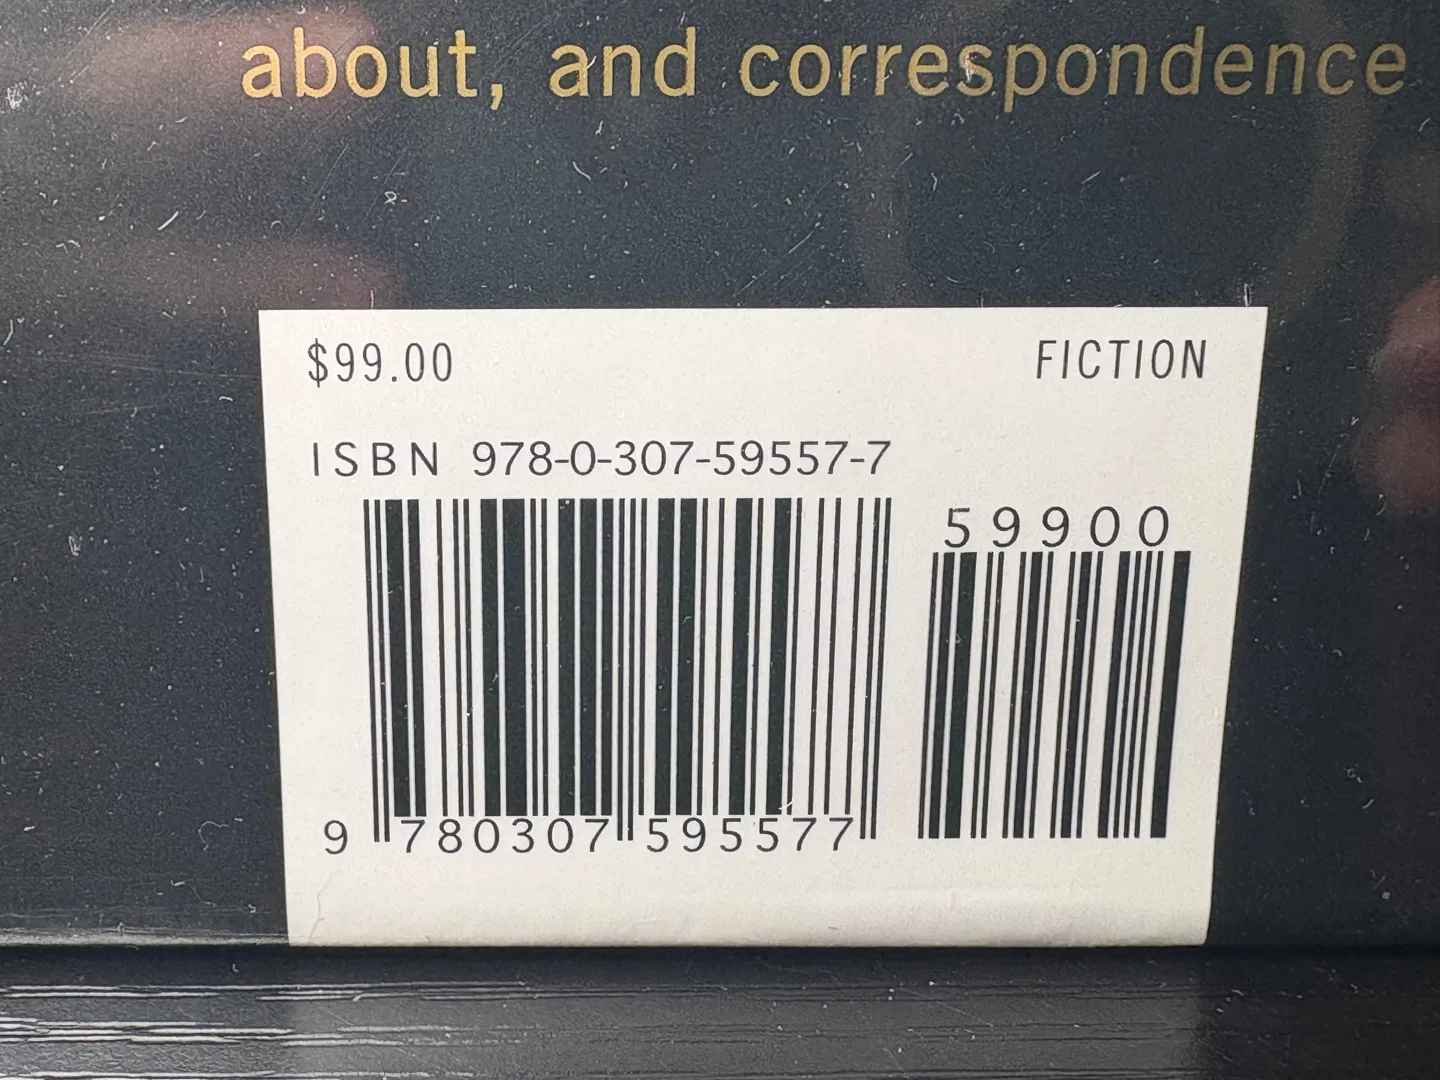 about, and correspondence
$99.00 FICTION
ISBN 978-0-307-59557-7
59900
9 780307 595577